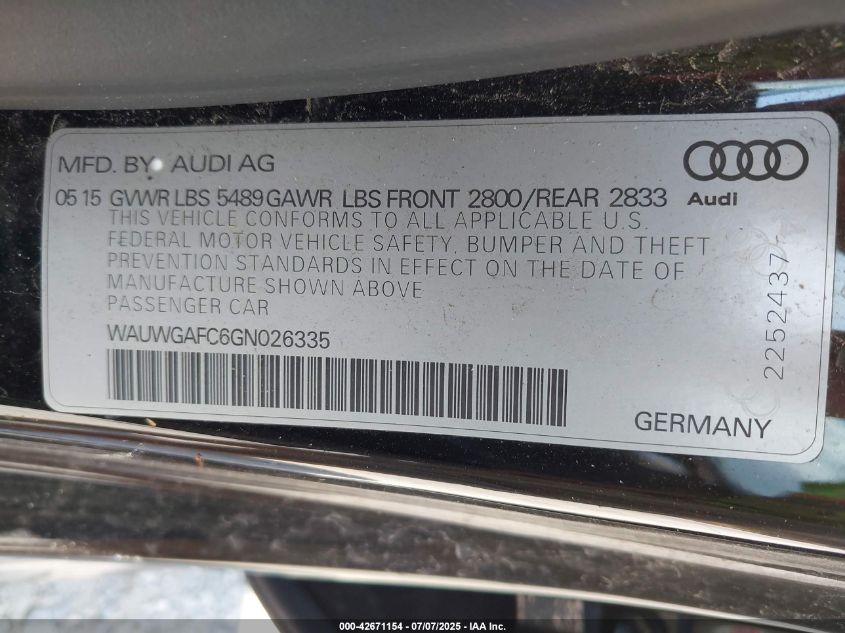 MFD. BY AUDI AG
05 15 GVWR LBS 5489 GAWR LBS FRONT 2800/REAR 2833
Audi
THIS VEHICLE CONFORMS TO ALL APPLICABLE U.S.
FEDERAL MOTOR VEHICLE SAFETY, BUMPER AND THEFT
PREVENTION STANDARDS IN EFFECT ON THE DATE OF
MANUFACTURE SHOWN ABOVE
PASSENGER CAR
WAUWGAFC6GN026335
2252437
GERMANY
000-42671154 - 07/07/2025 - IAA Inc.